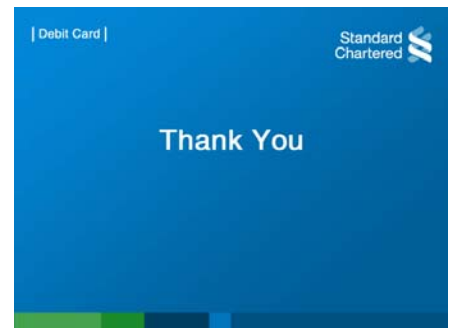 | Debit Card |
Standard
Chartered
Thank You